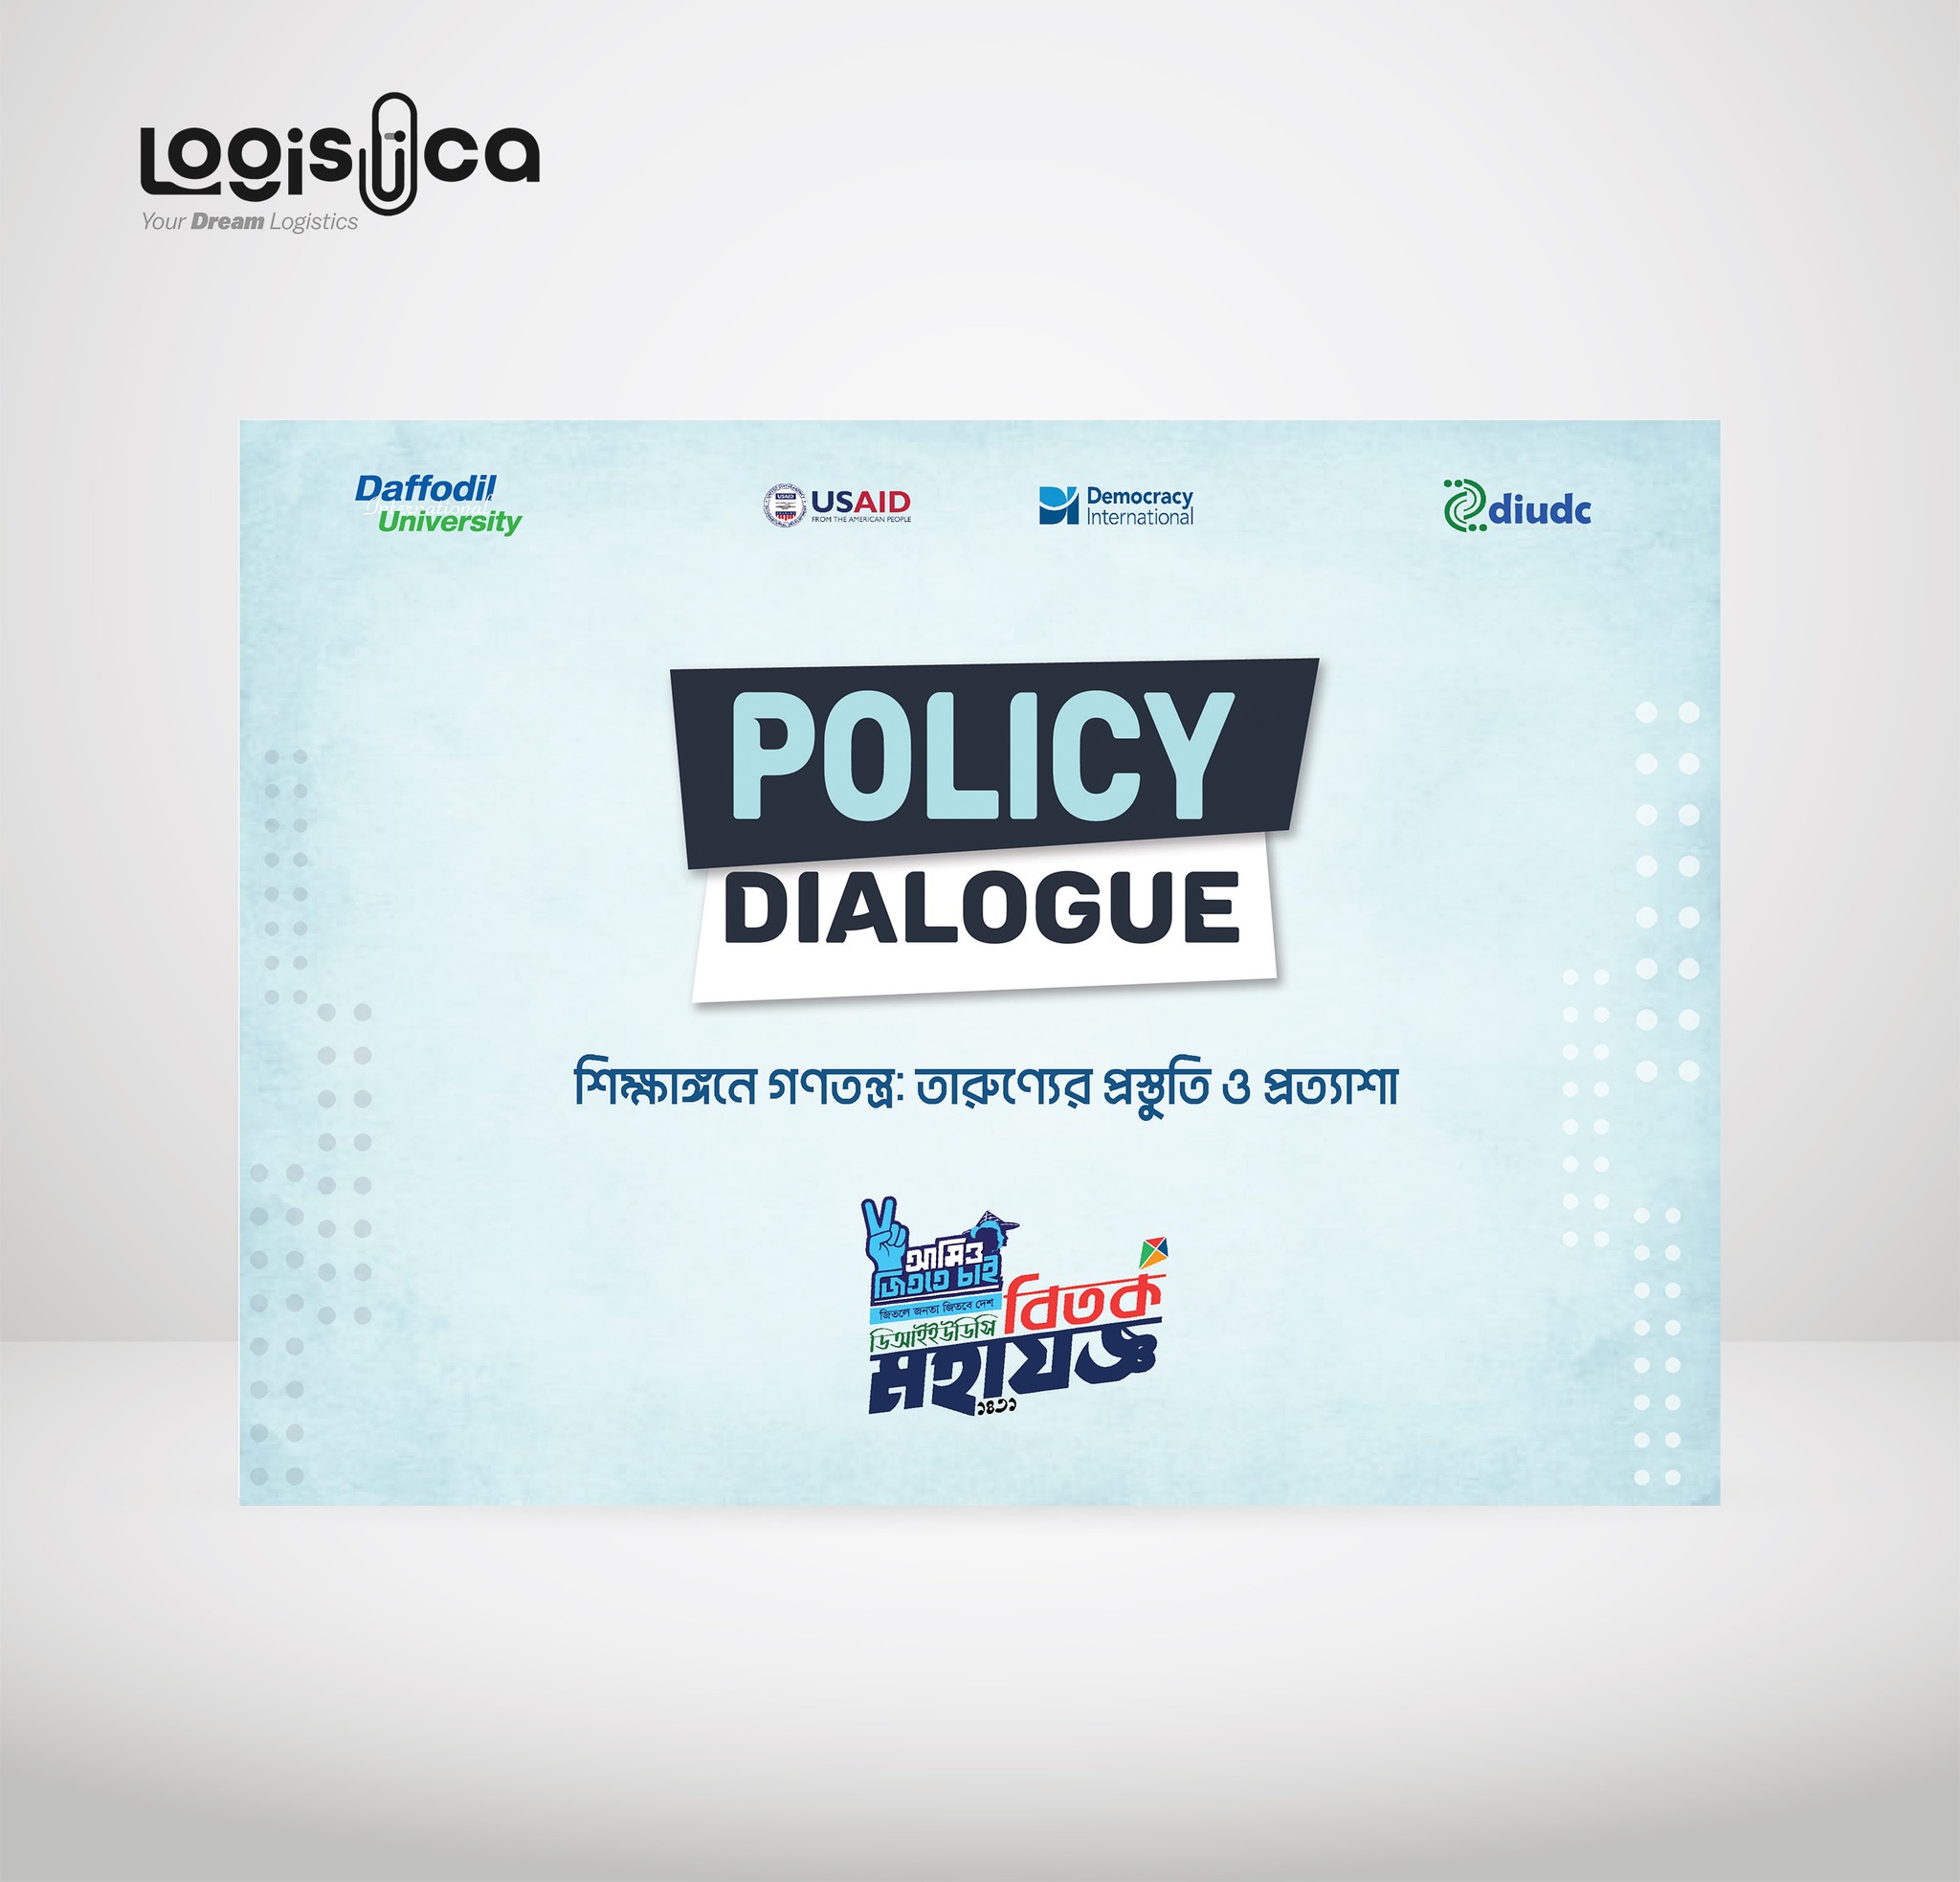 Logistica
Your Dream Logistics
Daffodil
International
University
USAID
FROM THE AMERICAN PEOPLE
Democracy
International
diudc
POLICY
DIALOGUE
শিক্ষাঙ্গনে গণতন্ত্র: তারুণ্যের প্রস্তুতি ও প্রত্যাশা
আমিও
জিততে চাই
জিতলে জনতা জিতবে দেশ
ডিআইইউডিসি
বিতর্ক
মহাযজ্ঞ
১৪৩১